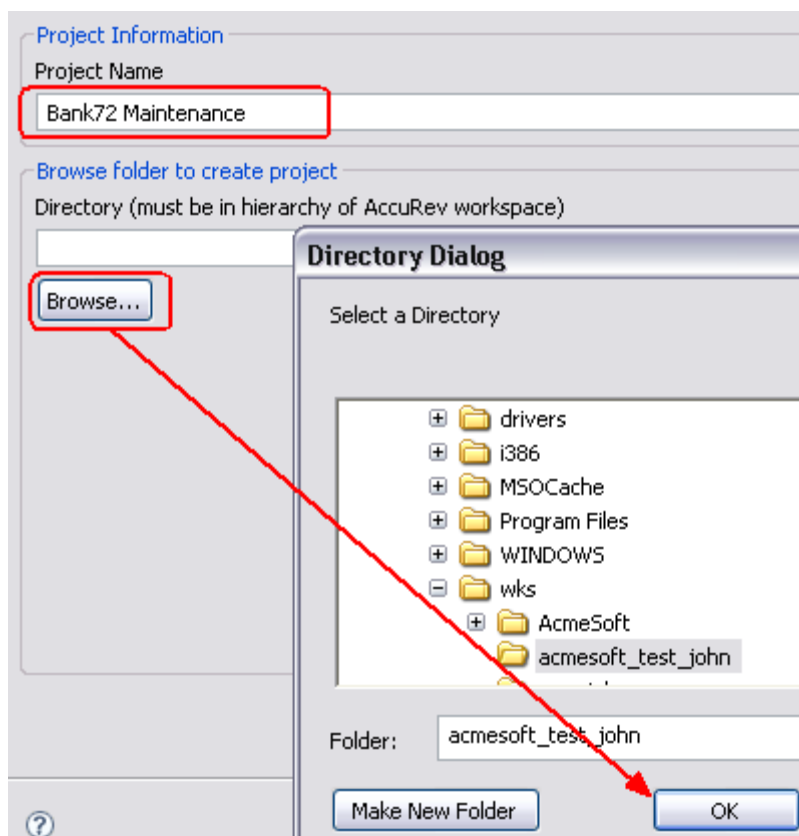 Project Information
Project Name
Bank72 Maintenance
Browse folder to create project
Directory (must be in hierarchy of AccuRev workspace)
Directory Dialog
Browse...
Select a Directory
drivers
i386
MSOCache
Program Files
WINDOWS
wks
AcmeSoft
acmesoft_test_john
Folder:
acmesoft_test_john
Make New Folder
OK
?